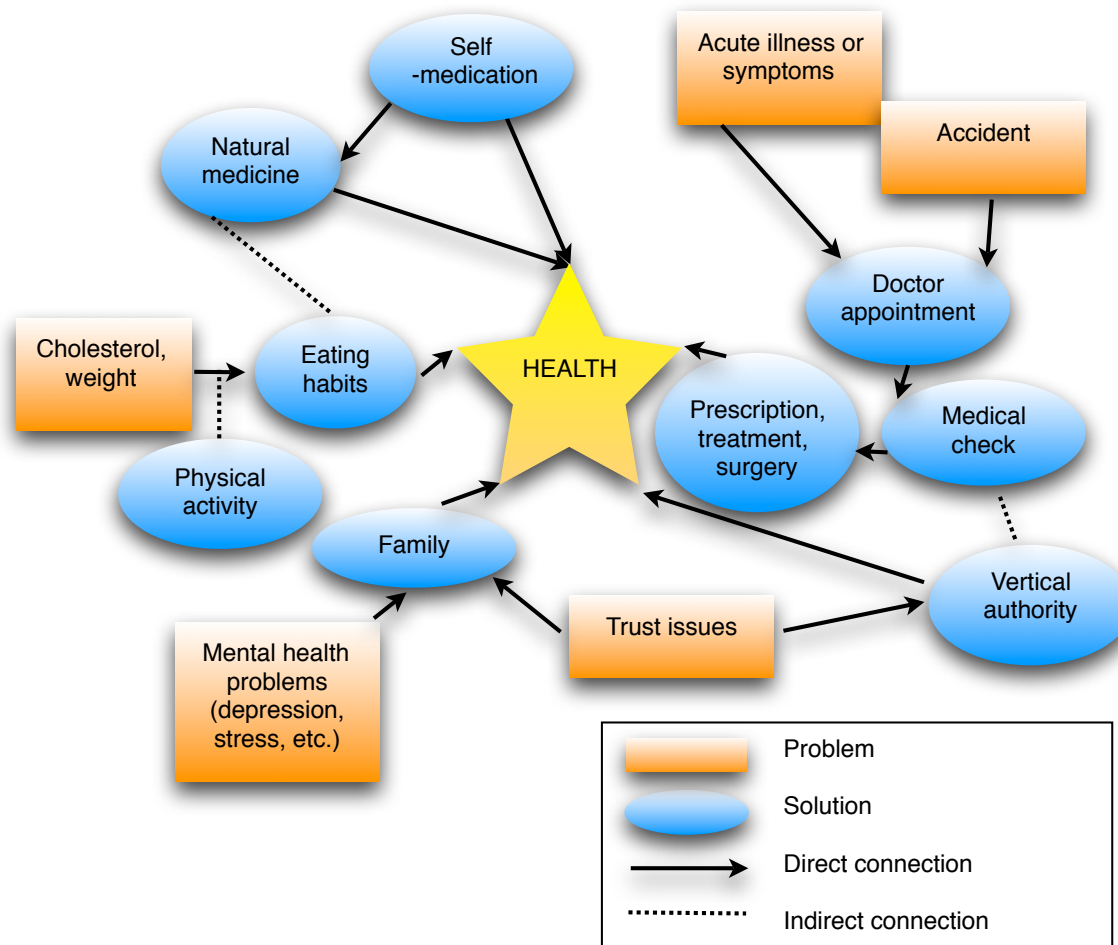 Self
-medication
Acute illness or
symptoms
Accident
Natural
medicine
Doctor
appointment
Cholesterol,
weight
Eating
habits
HEALTH
Prescription,
treatment,
surgery
Medical
check
Physical
activity
Family
Vertical
authority
Trust issues
Mental health
problems
(depression,
stress, etc.)
Problem
Solution
Direct connection
Indirect connection